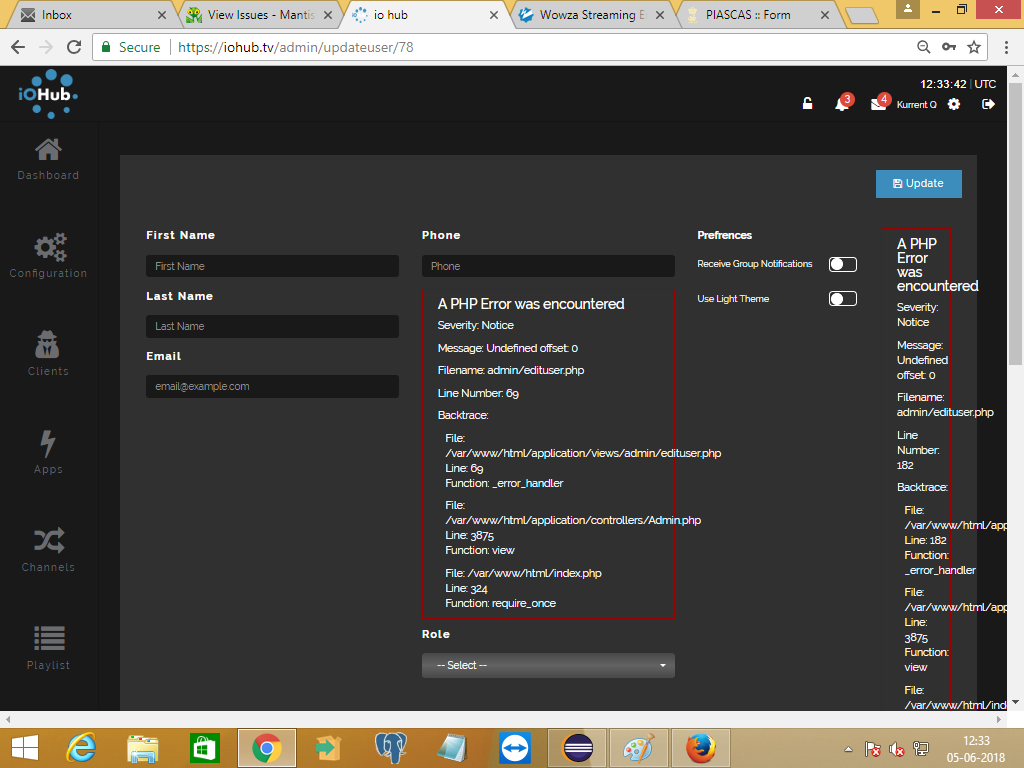 Inbox
View Issues - Mantis
io hub
Wowza Streaming E
PIASCAS :: Form
Secure
https://iohub.tv/admin/updateuser/78
ioHub
12:33:42 | UTC
3
4
Kurrent Q
Dashboard
Configuration
Clients
Apps
Channels
Playlist
Update
First Name
First Name
Last Name
Last Name
Email
email@example.com
Phone
Phone
A PHP Error was encountered
Severity: Notice
Message: Undefined offset: 0
Filename: admin/edituser.php
Line Number: 69
Backtrace:
File:
/var/www/html/application/views/admin/edituser.php
Line: 69
Function: _error_handler
File:
/var/www/html/application/controllers/Admin.php
Line: 3875
Function: view
File: /var/www/html/index.php
Line: 324
Function: require_once
Role
-- Select --
Prefrences
Receive Group Notifications
Use Light Theme
A PHP
Error
was
encountered
Severity:
Notice
Message:
Undefined
offset: 0
Filename:
admin/edituser.php
Line
Number:
182
Backtrace:
File:
/var/www/html/app
Line: 182
Function:
_error_handler
File:
/var/www/html/app
Line:
3875
Function:
view
File:
/var/www/html/ind
12:33
05-06-2018